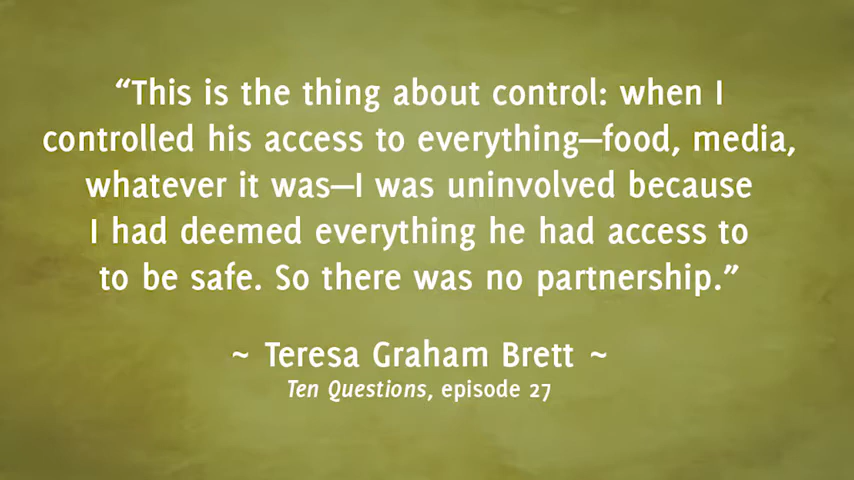 “This is the thing about control: when I
controlled his access to everything—food, media,
whatever it was—I was uninvolved because
I had deemed everything he had access to
to be safe. So there was no partnership.”
~ Teresa Graham Brett ~
Ten Questions, episode 27